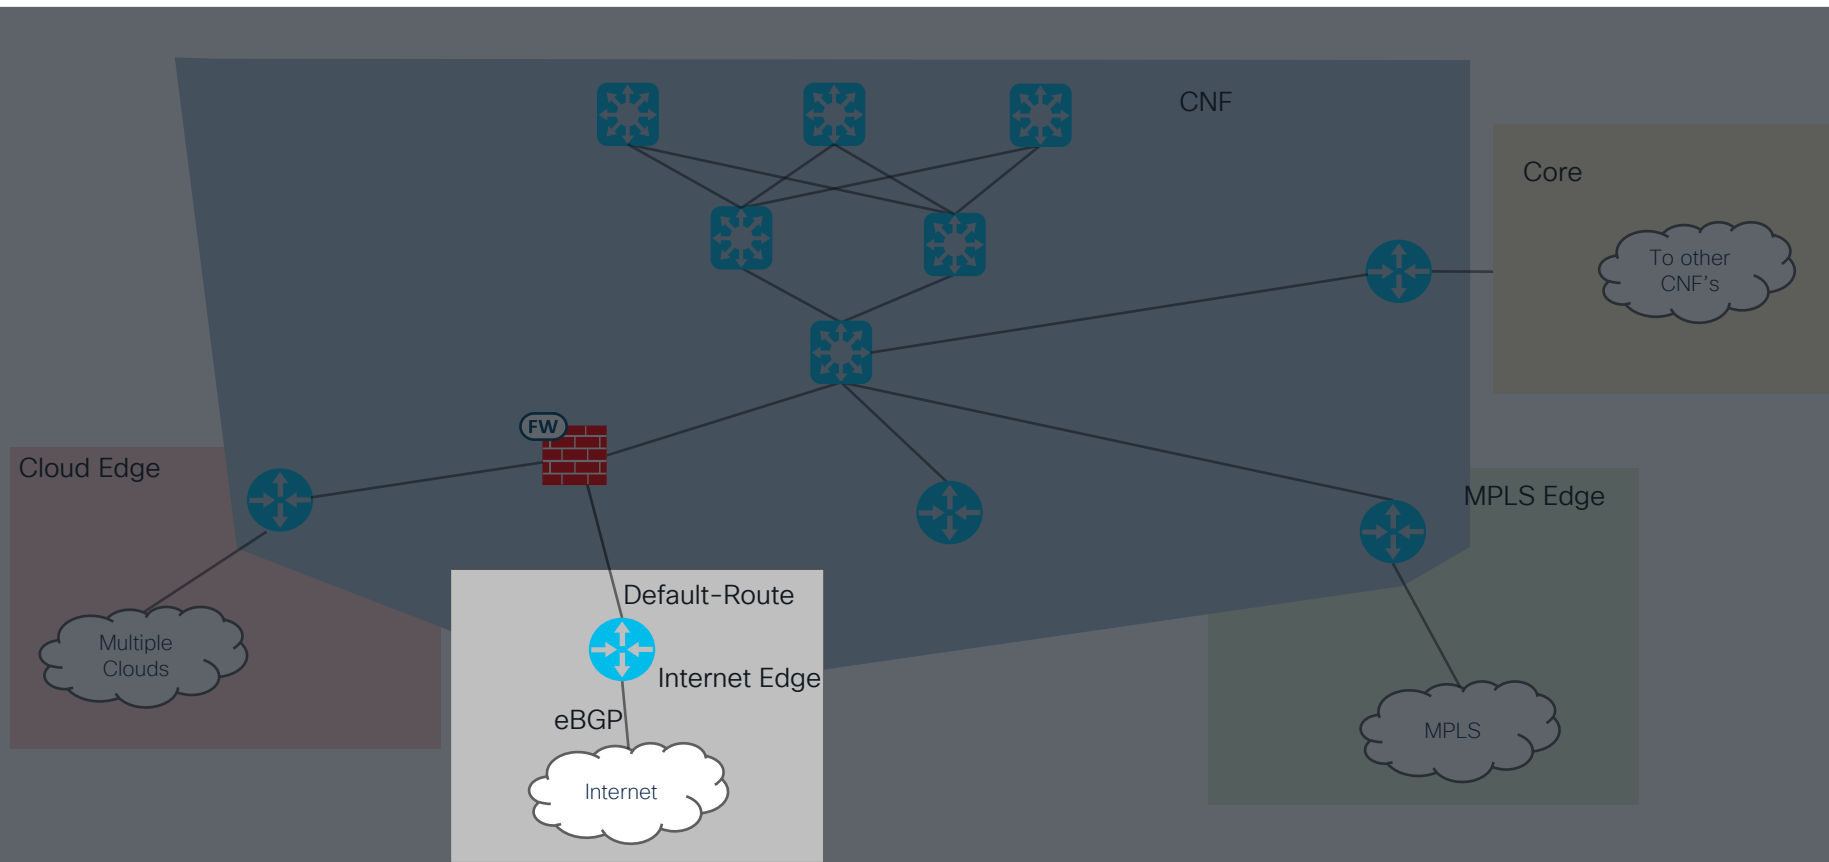 CNF
Core
To other
CNF's
FW
Cloud Edge
MPLS Edge
Default-Route
Multiple
Clouds
Internet Edge
eBGP
MPLS
Internet